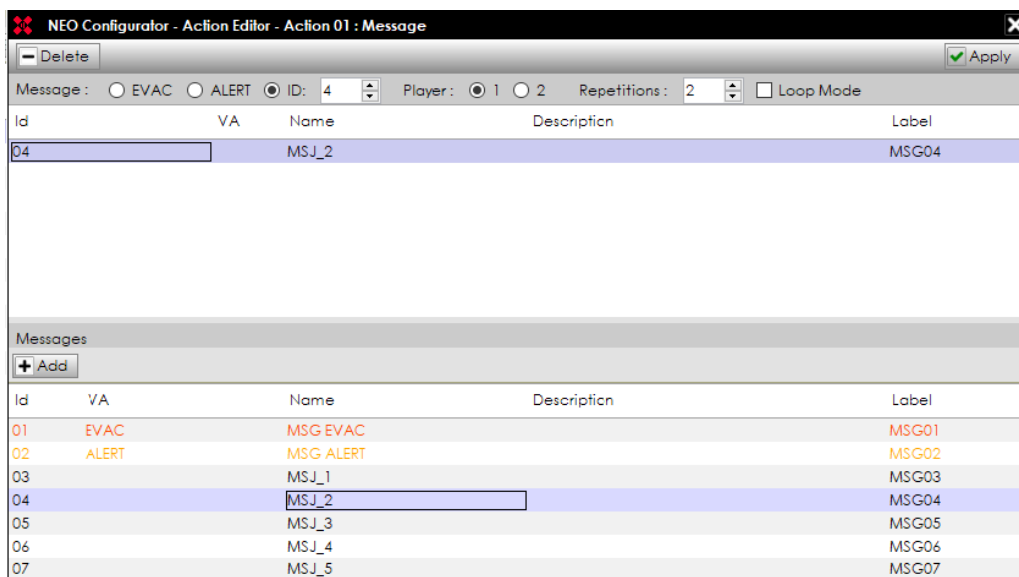 NEO Configurator - Action Editor - Action 01 : Message
Delete Apply
Message : EVAC ALERT ID: 4 Player : 1 2 Repetitions : 2 Loop Mode
Id VA Name Description Label
04 MSJ_2 MSG04
Messages
Add
Id VA Name Description Label
01 EVAC MSG EVAC MSG01
02 ALERT MSG ALERT MSG02
03 MSJ_1 MSG03
04 MSJ_2 MSG04
05 MSJ_3 MSG05
06 MSJ_4 MSG06
07 MSJ_5 MSG07